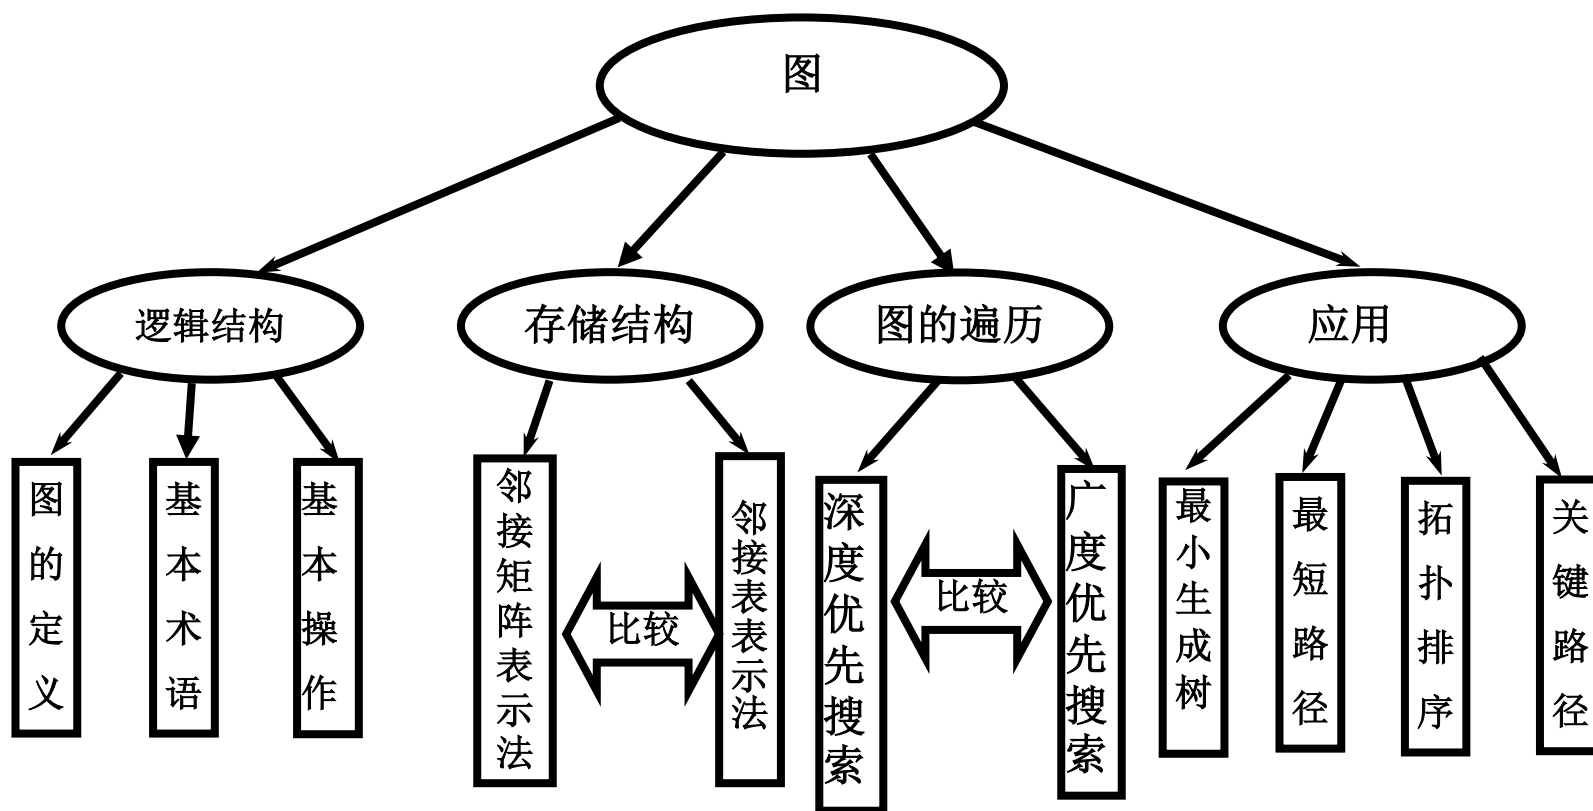 图
逻辑结构
存储结构
图的遍历
应用
图的定义
基本术语
基本操作
邻接矩阵表示法
比较
邻接表表示法
深度优先搜索
比较
广度优先搜索
最小生成树
最短路径
拓扑排序
关键路径